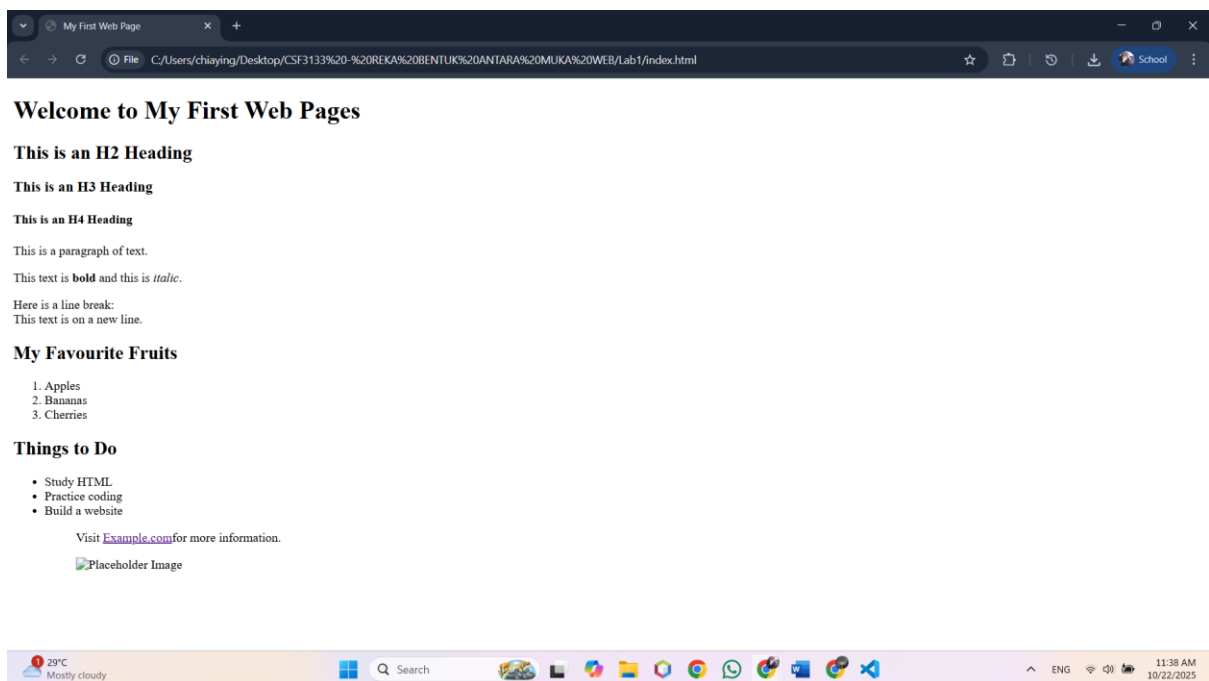 My First Web Page
File C:/Users/chiaying/Desktop/CSF3133%20-%20REKA%20BENTUK%20ANTARA%20MUKA%20WEB/Lab1/index.html
School
Welcome to My First Web Pages
This is an H2 Heading
This is an H3 Heading
This is an H4 Heading
This is a paragraph of text.
This text is bold and this is italic.
Here is a line break:
This text is on a new line.
My Favourite Fruits
1. Apples
2. Bananas
3. Cherries
Things to Do
• Study HTML
• Practice coding
• Build a website
Visit Example.comfor more information.
Placeholder Image
1
29°C
Mostly cloudy
Search
ENG
11:38 AM
10/22/2025